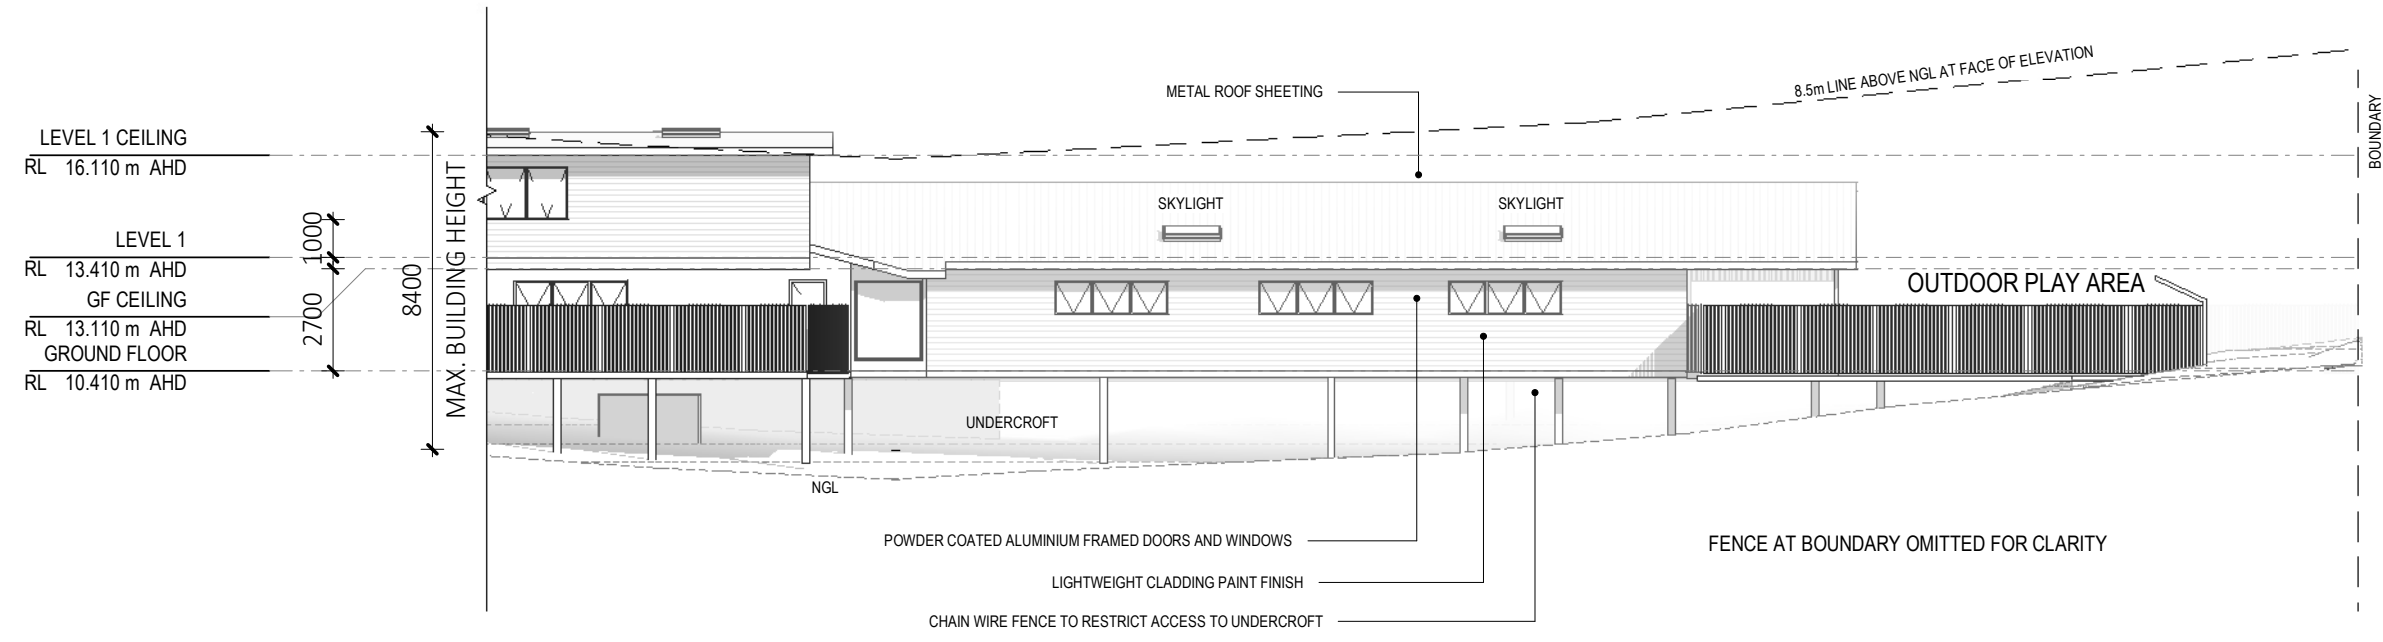 METAL ROOF SHEETING
8.5m LINE ABOVE NGL AT FACE OF ELEVATION
BOUNDARY
LEVEL 1 CEILING
RL 16.110 m AHD
LEVEL 1
RL 13.410 m AHD
GF CEILING
RL 13.110 m AHD
GROUND FLOOR
RL 10.410 m AHD
1000
2700
8400
MAX. BUILDING HEIGHT
SKYLIGHT
SKYLIGHT
OUTDOOR PLAY AREA
UNDERCROFT
NGL
POWDER COATED ALUMINIUM FRAMED DOORS AND WINDOWS
LIGHTWEIGHT CLADDING PAINT FINISH
CHAIN WIRE FENCE TO RESTRICT ACCESS TO UNDERCROFT
FENCE AT BOUNDARY OMITTED FOR CLARITY